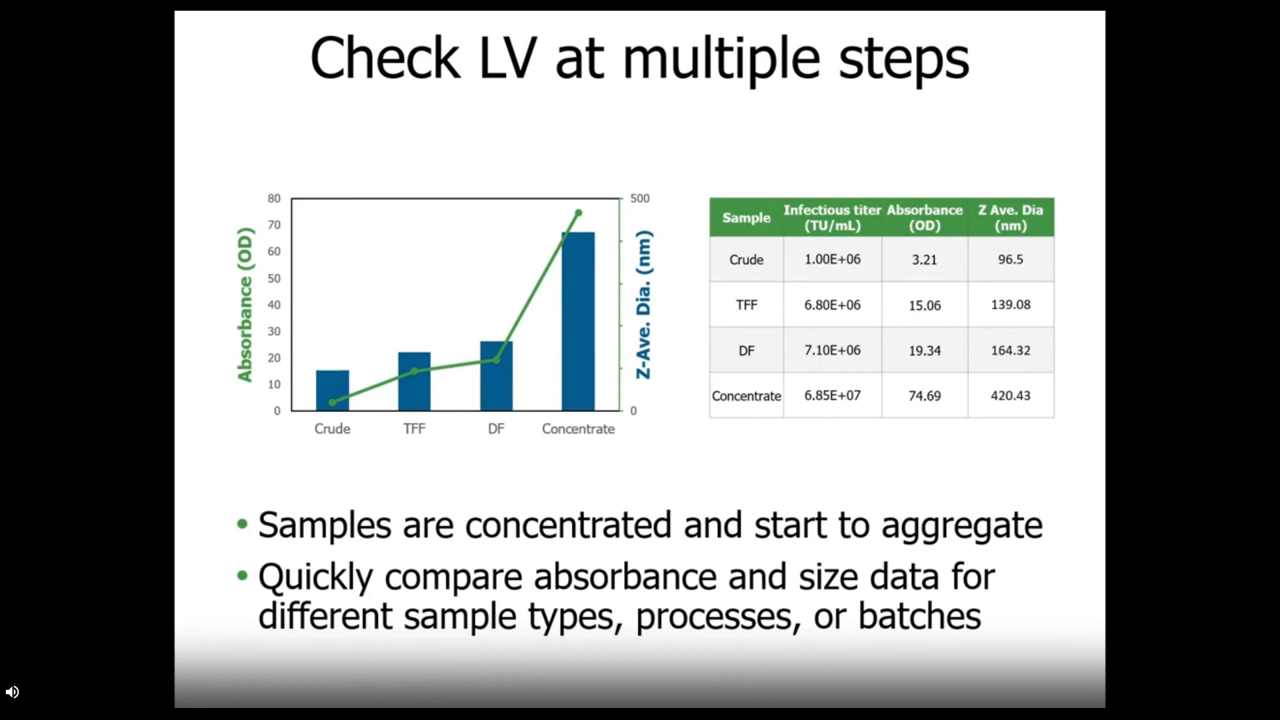 Check LV at multiple steps
80
70
60
50
40
30
20
10
0
Absorbance (OD)
500
0
Z-Ave. Dia. (nm)
Crude TFF DF Concentrate
Sample Infectious titer (TU/mL) Absorbance (OD) Z Ave. Dia (nm)
Crude 1.00E+06 3.21 96.5
TFF 6.80E+06 15.06 139.08
DF 7.10E+06 19.34 164.32
Concentrate 6.85E+07 74.69 420.43
• Samples are concentrated and start to aggregate
• Quickly compare absorbance and size data for
different sample types, processes, or batches